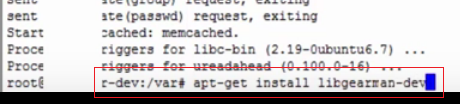 sent ate(group) request, exiting
sent ate(passwd) request, exiting
Start cached: memcached.
Proce riggers for libc-bin (2.19-0ubuntu6.7) ...
Proce riggers for ureadahead (0.100.0-16) ...
root@ r-dev:/var# apt-get install libgearman-dev